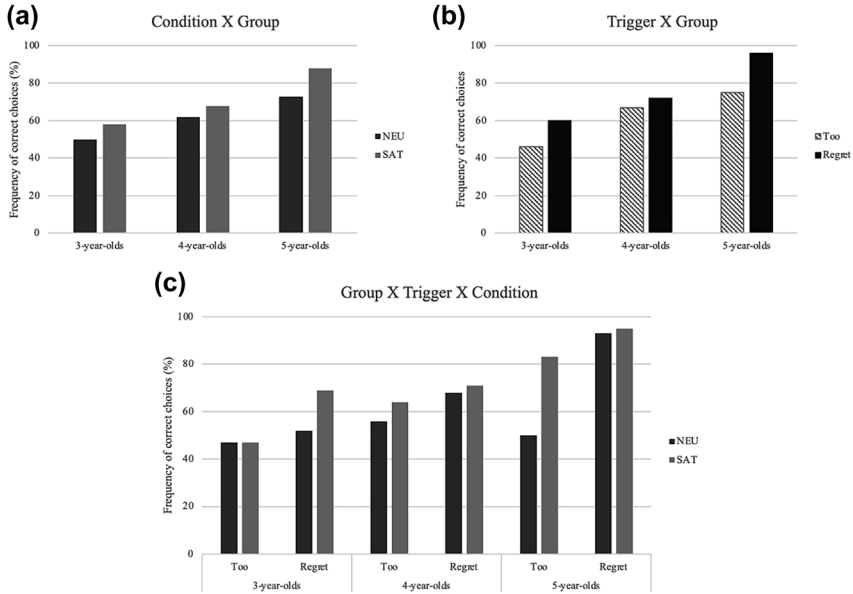 (a)
Condition X Group
Frequency of correct choices (%)
100
80
60
40
20
0
3-year-olds 4-year-olds 5-year-olds
NEU
SAT
(b)
Trigger X Group
Frequency of correct choices
100
80
60
40
20
0
3-year-olds 4-year-olds 5-year-olds
Too
Regret
(c)
Group X Trigger X Condition
Frequency of correct choices (%)
100
80
60
40
20
0
Too Regret Too Regret Too Regret
3-year-olds 4-year-olds 5-year-olds
NEU
SAT